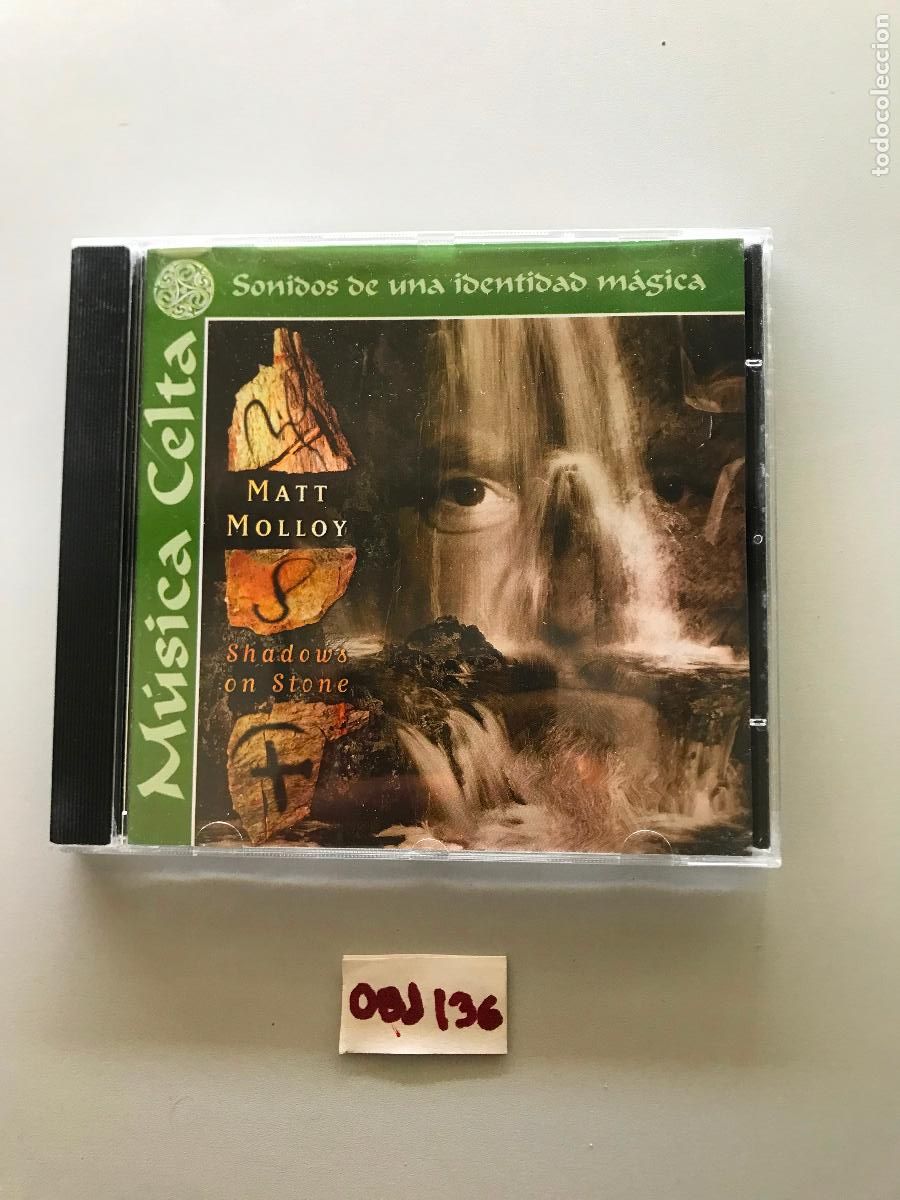 todocoleccion
Sonidos de una identidad mágica
Música Celta
MATT
MOLLOY
Shadows
on Stone
OBJ 136